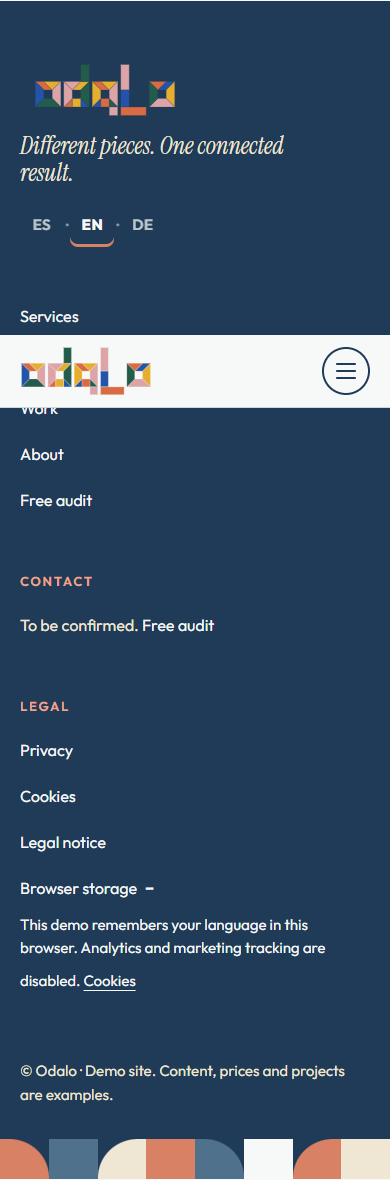 odalo
Different pieces. One connected
result.
ES · EN · DE
Services
odalo
Work
About
Free audit
CONTACT
To be confirmed. Free audit
LEGAL
Privacy
Cookies
Legal notice
Browser storage –
This demo remembers your language in this
browser. Analytics and marketing tracking are
disabled. Cookies
© Odalo · Demo site. Content, prices and projects
are examples.